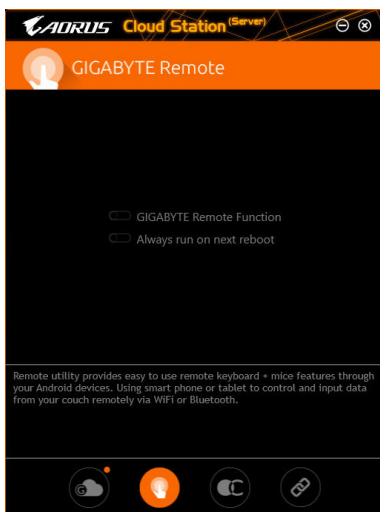 AORUS Cloud Station (Server)
GIGABYTE Remote
GIGABYTE Remote Function
Always run on next reboot
Remote utility provides easy to use remote keyboard + mice features through
your Android devices. Using smart phone or tablet to control and input data
from your couch remotely via WiFi or Bluetooth.
G